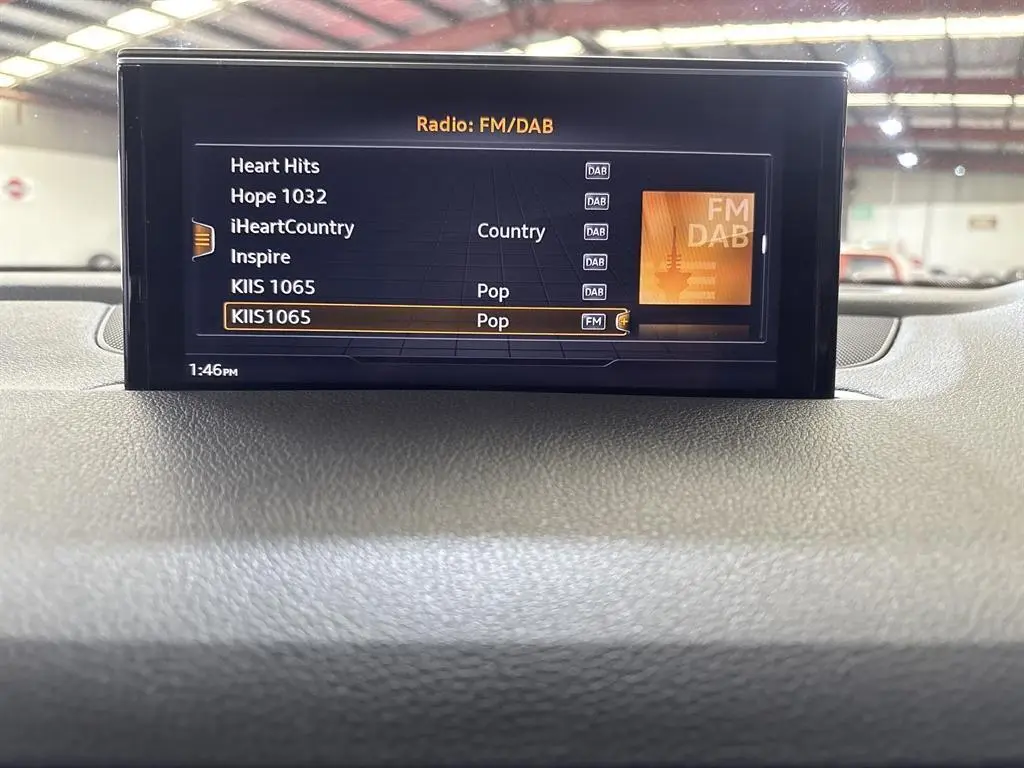 Radio: FM/DAB
Heart Hits DAB
Hope 1032 DAB
iHeartCountry Country DAB
Inspire DAB
KIIS 1065 Pop DAB
KIIS1065 Pop FM
FM
DAB
1:46PM